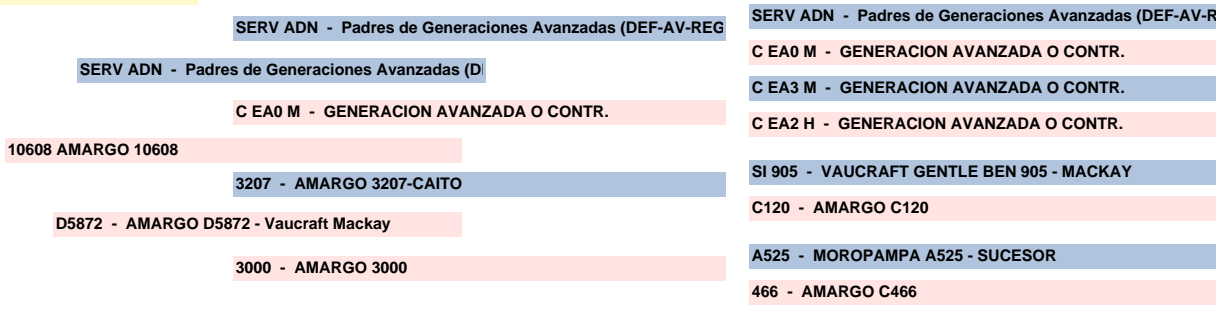 SERV ADN - Padres de Generaciones Avanzadas (DEF-AV-REG
SERV ADN - Padres de Generaciones Avanzadas (D
C EA0 M - GENERACION AVANZADA O CONTR.
10608 AMARGO 10608
3207 - AMARGO 3207-CAITO
D5872 - AMARGO D5872 - Vaucraft Mackay
3000 - AMARGO 3000
SERV ADN - Padres de Generaciones Avanzadas (DEF-AV-R
C EA0 M - GENERACION AVANZADA O CONTR.
C EA3 M - GENERACION AVANZADA O CONTR.
C EA2 H - GENERACION AVANZADA O CONTR.
SI 905 - VAUCRAFT GENTLE BEN 905 - MACKAY
C120 - AMARGO C120
A525 - MOROPAMPA A525 - SUCESOR
466 - AMARGO C466